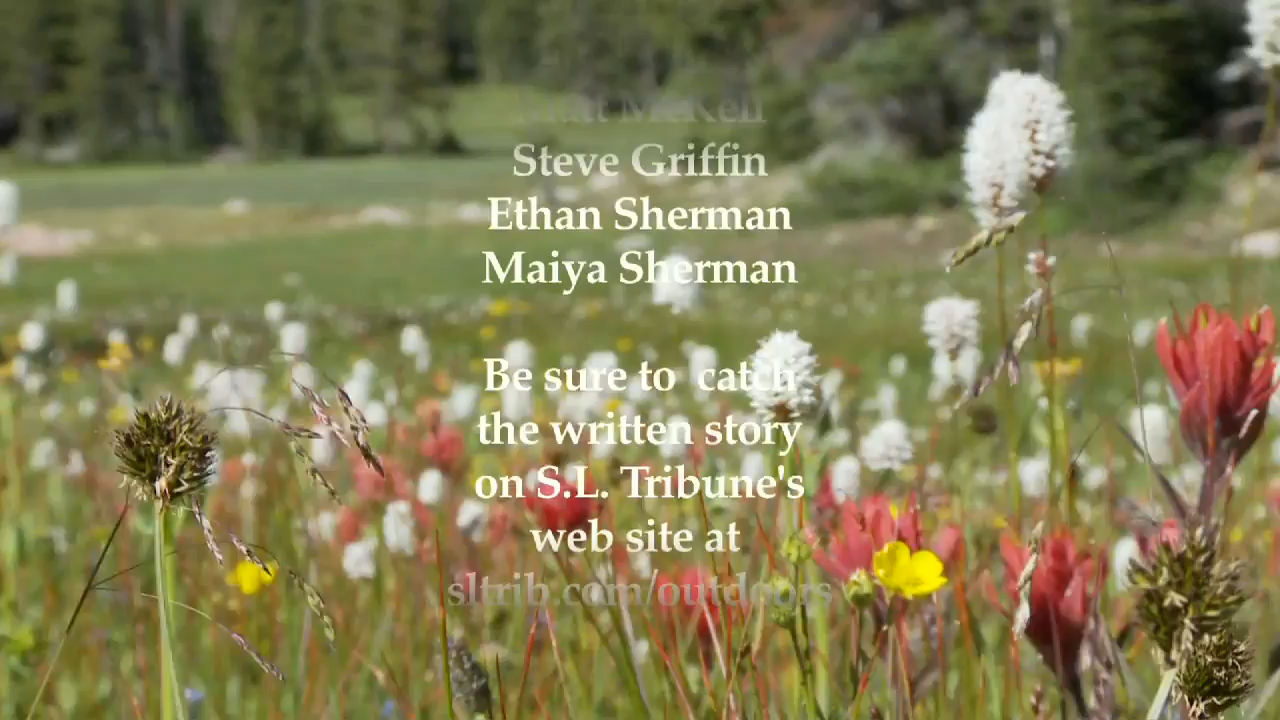 McKell
Steve Griffin
Ethan Sherman
Maiya Sherman
Be sure to catch
the written story
on S.L. Tribune's
web site at
sltrib.com/outdoors